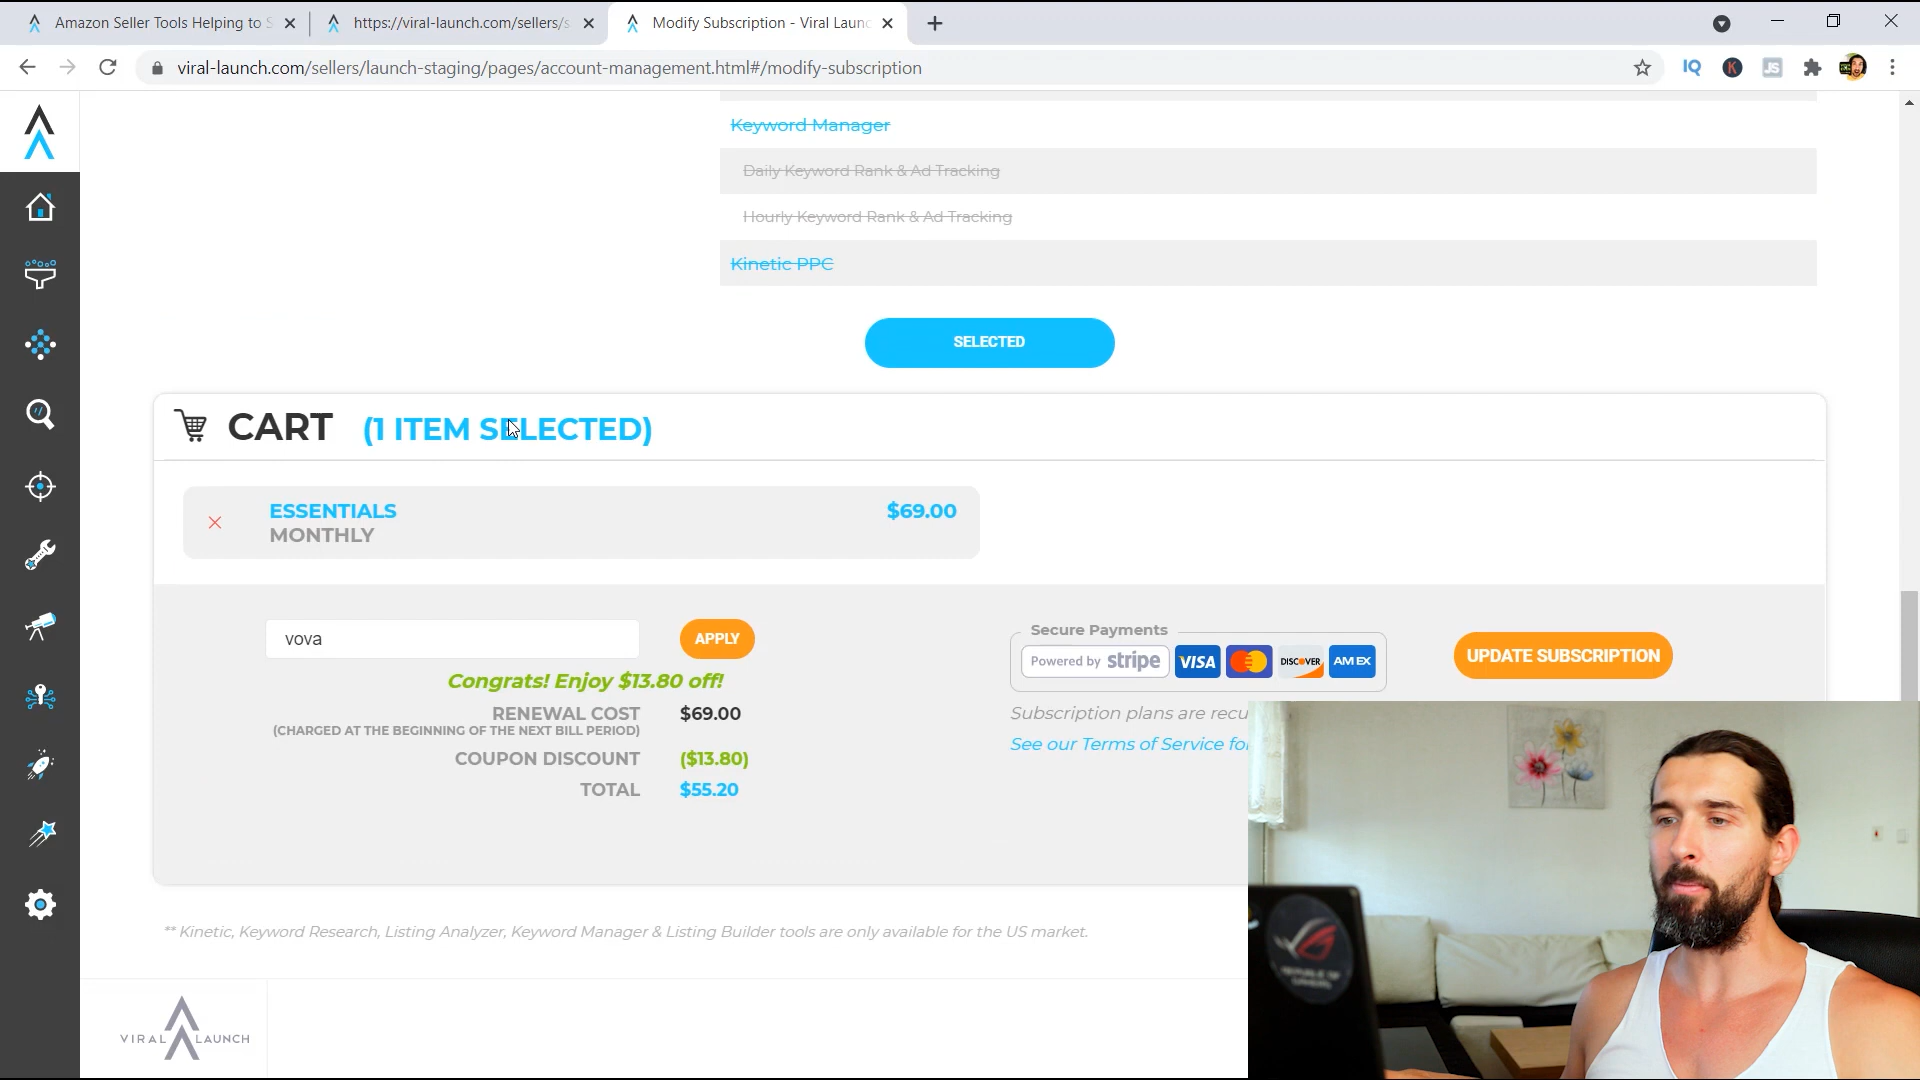 Amazon Seller Tools Helping to S
https://viral-launch.com/sellers/s
Modify Subscription - Viral Launc
viral-launch.com/sellers/launch-staging/pages/account-management.html#/modify-subscription
IQ
K
JS
Keyword Manager
Daily Keyword Rank & Ad Tracking
Hourly Keyword Rank & Ad Tracking
Kinetic PPC
SELECTED
CART (1 ITEM SELECTED)
ESSENTIALS $69.00
MONTHLY
vova
APPLY
Congrats! Enjoy $13.80 off!
RENEWAL COST $69.00
(CHARGED AT THE BEGINNING OF THE NEXT BILL PERIOD)
COUPON DISCOUNT ($13.80)
TOTAL $55.20
Secure Payments
Powered by stripe VISA DISCOVER AMEX
UPDATE SUBSCRIPTION
Subscription plans are recu
See our Terms of Service for
** Kinetic, Keyword Research, Listing Analyzer, Keyword Manager & Listing Builder tools are only available for the US market.
VIRAL LAUNCH
REPUBLIC OF
GAMERS